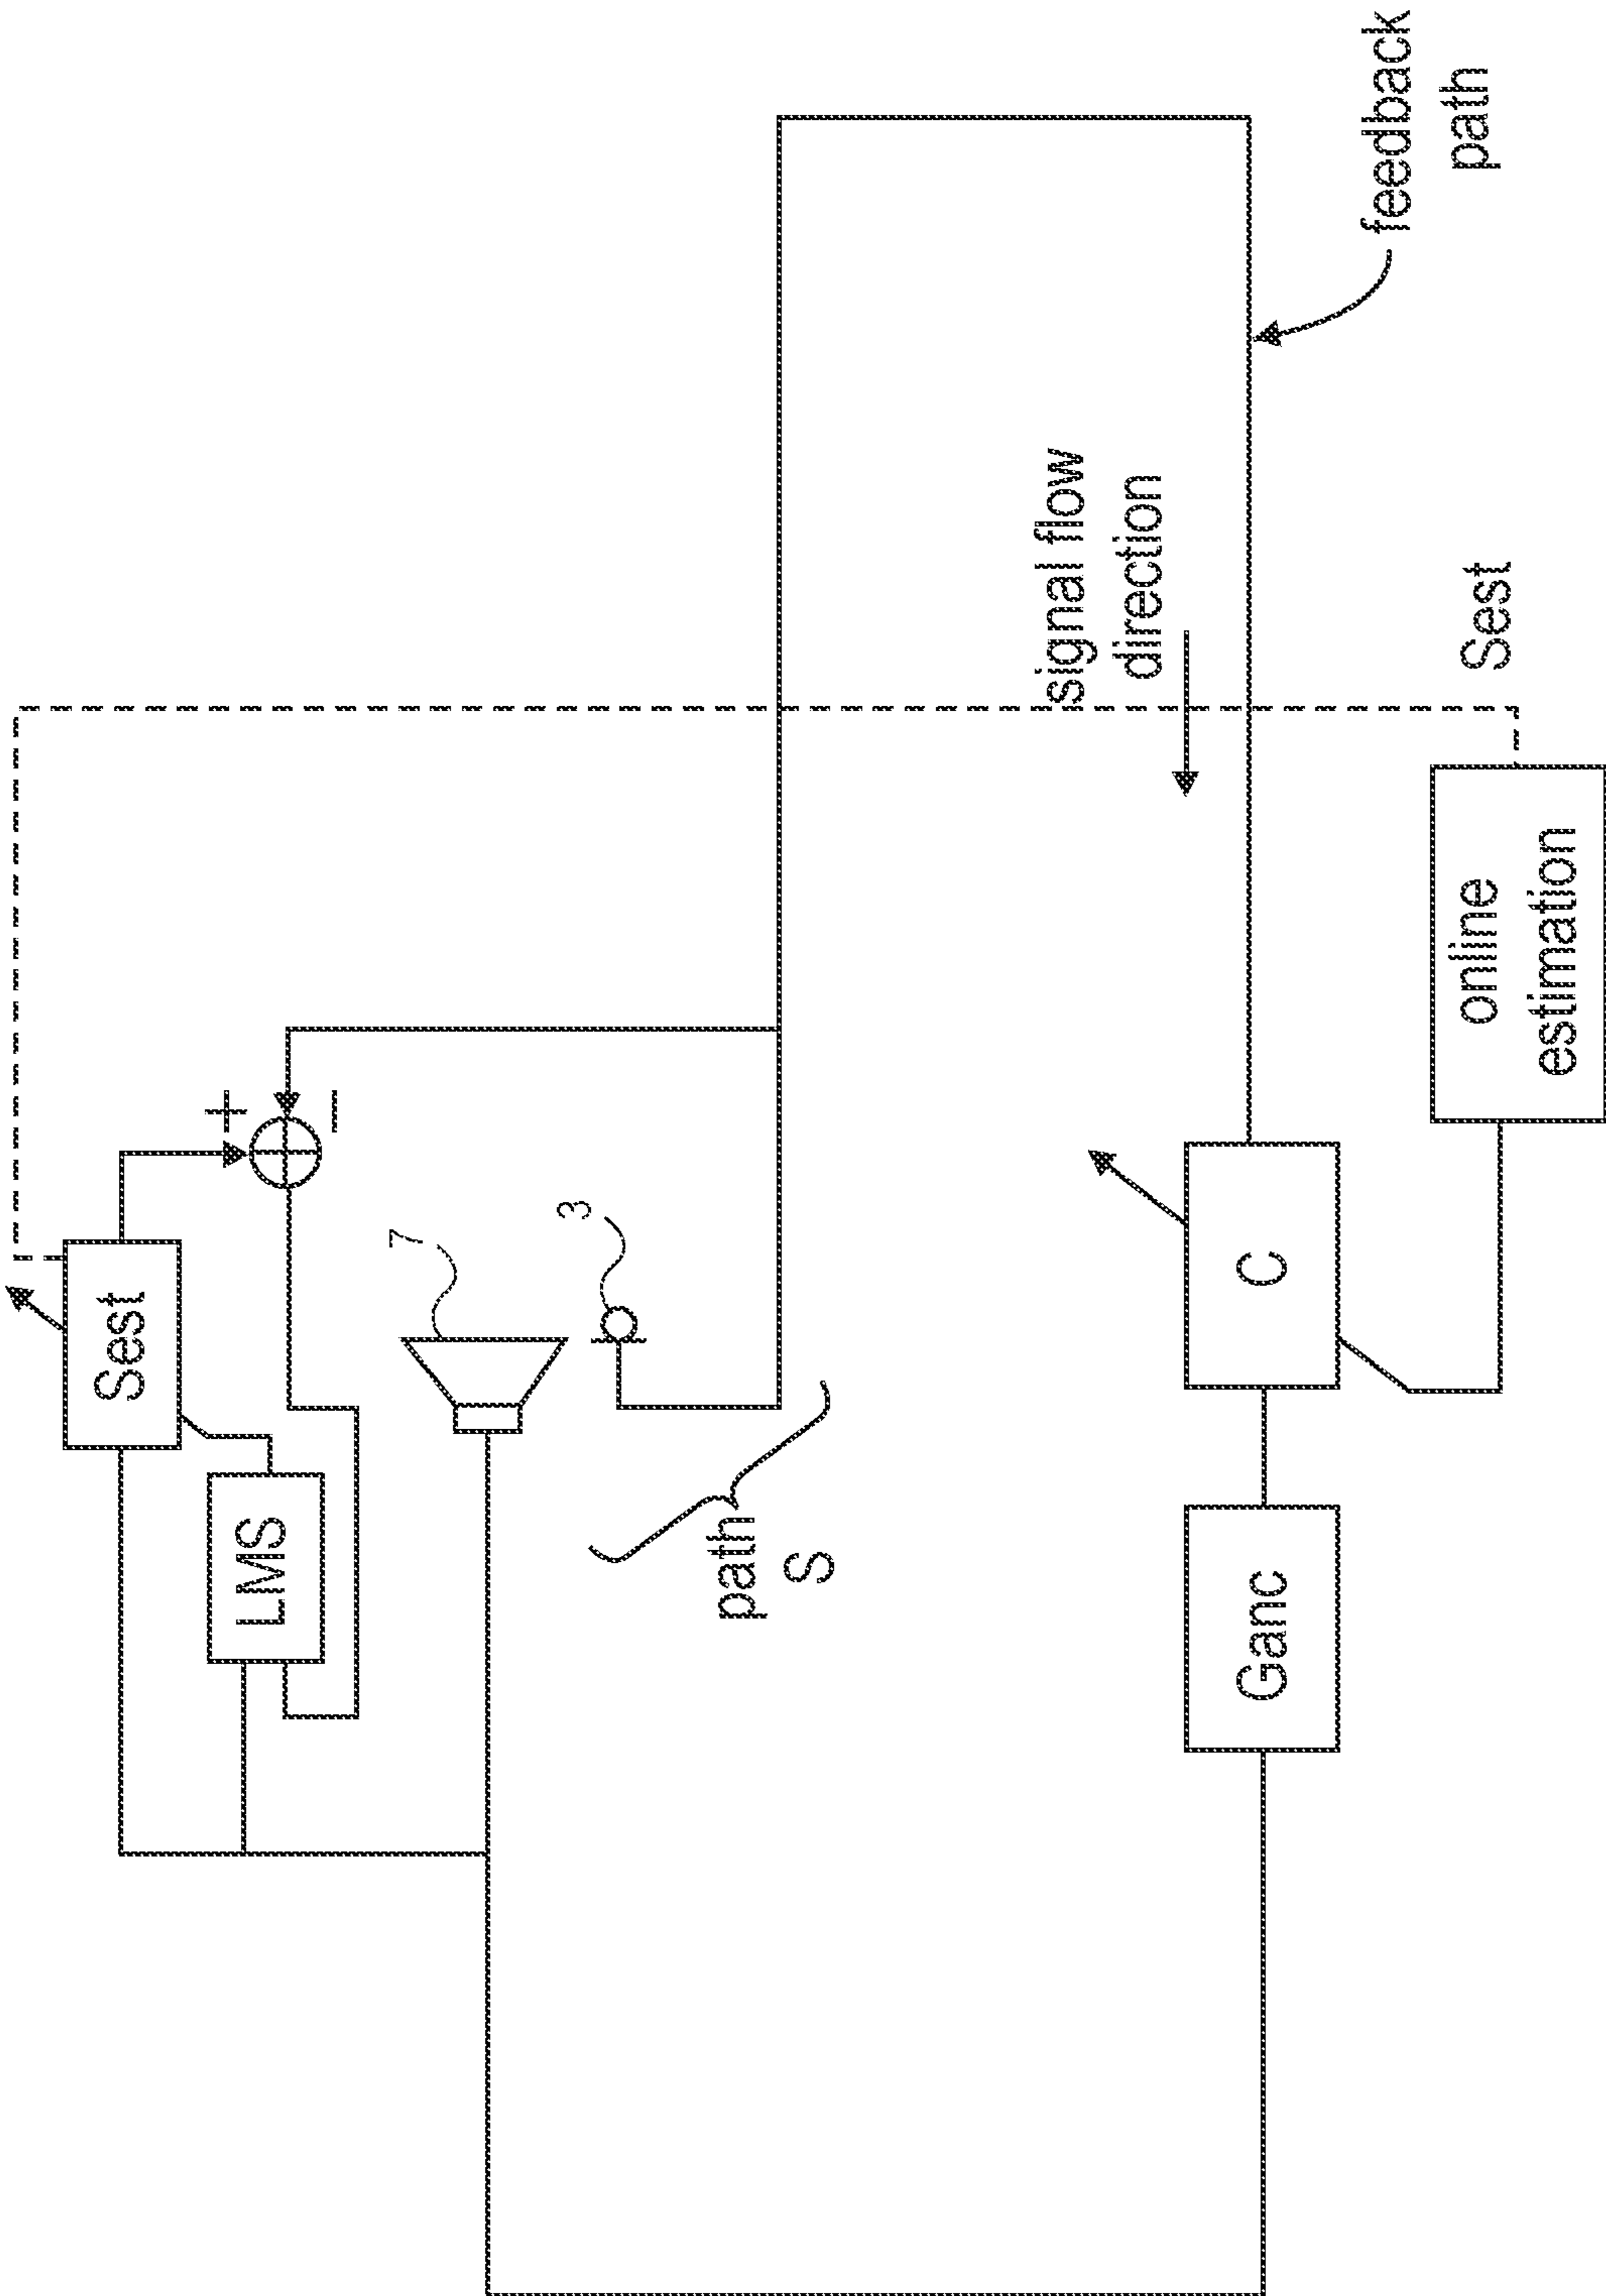 Sest
LMS
+
−
7
3
path
S
signal flow
direction
feedback
path
Ganc
C
online
estimation
Sest